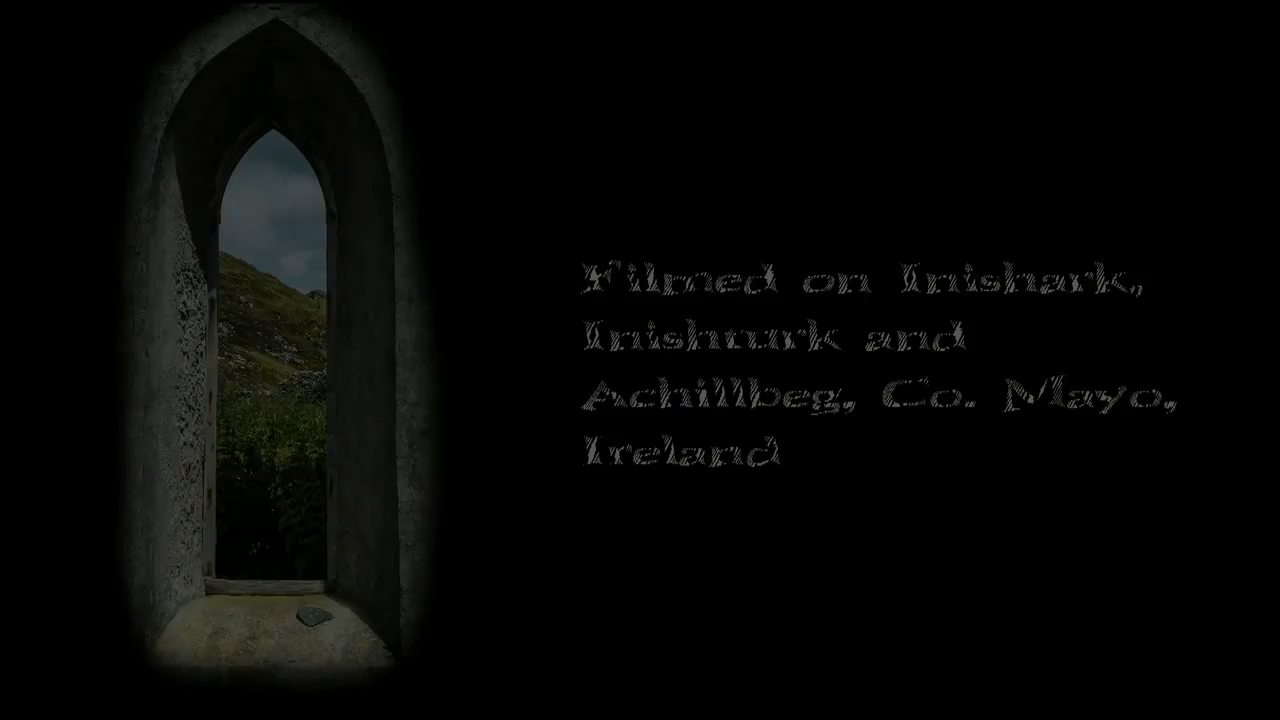 Filmed on Inishark,
Inishturk and
Achillbeg, Co. Mayo,
Ireland